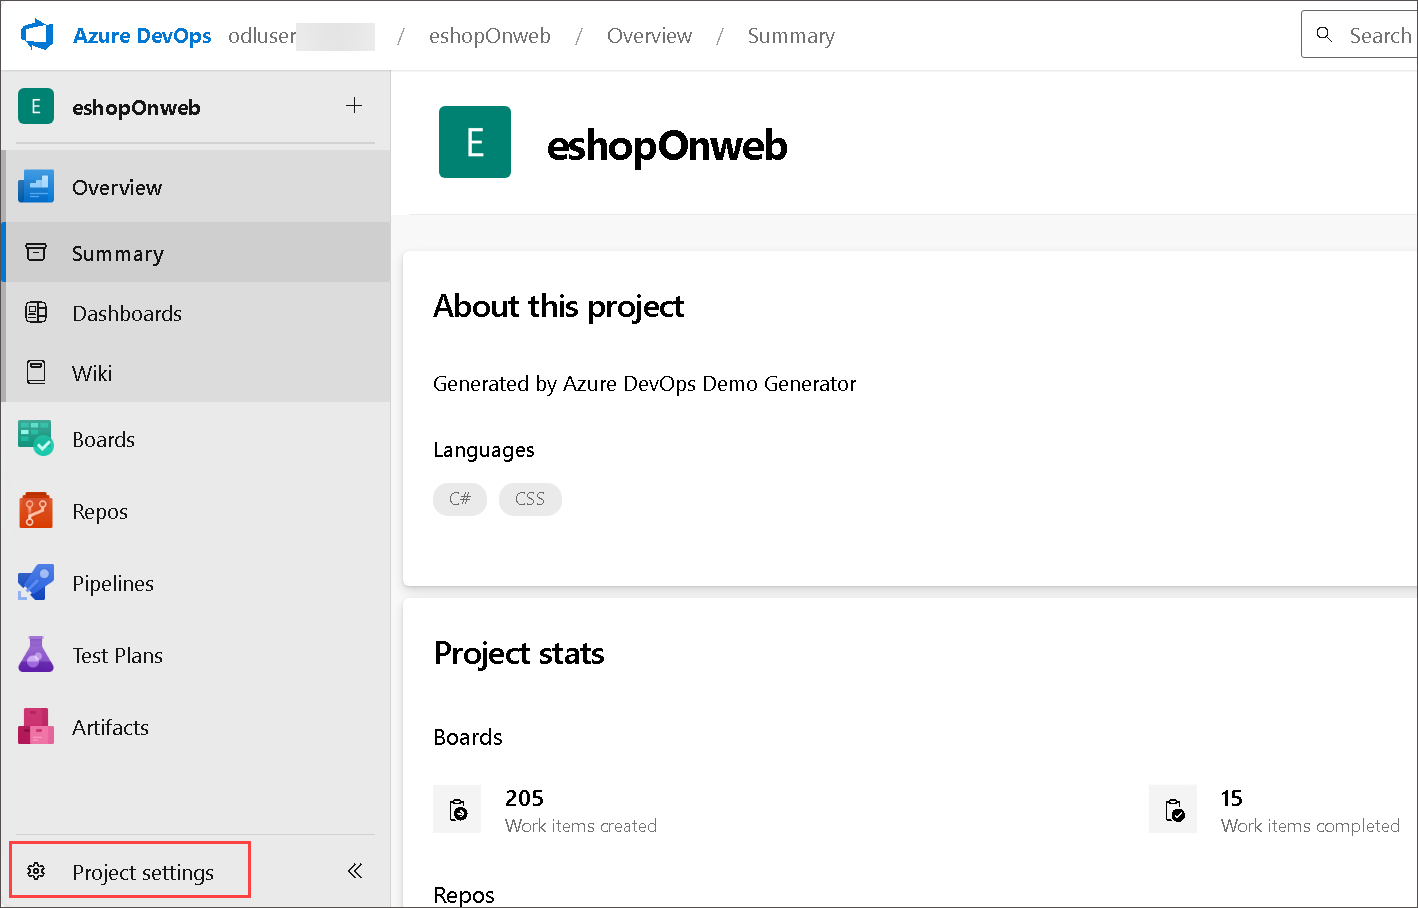 Azure DevOps odluser / eshopOnweb / Overview / Summary
Search
E eshopOnweb +
Overview
Summary
Dashboards
Wiki
Boards
Repos
Pipelines
Test Plans
Artifacts
Project settings
E eshopOnweb
About this project
Generated by Azure DevOps Demo Generator
Languages
C# CSS
Project stats
Boards
205
Work items created
15
Work items completed
Repos